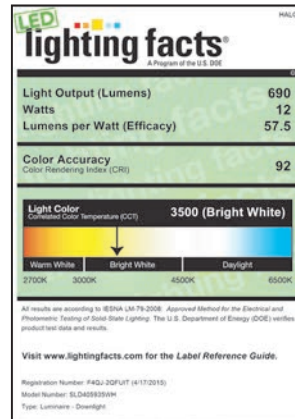 LED
HALO
lighting facts®
A Program of the U.S. DOE
Light Output (Lumens) 690
Watts 12
Lumens per Watt (Efficacy) 57.5
Color Accuracy
Color Rendering Index (CRI) 92
Light Color
Correlated Color Temperature (CCT) 3500 (Bright White)
Warm White Bright White Daylight
2700K 3000K 4500K 6500K
All results are according to IESNA LM-79-2008: Approved Method for the Electrical and
Photometric Testing of Solid-State Lighting. The U.S. Department of Energy (DOE) verifies
product test data and results.
Visit www.lightingfacts.com for the Label Reference Guide.
Registration Number: F4QJ-2QFUIT (4/17/2015)
Model Number: SLD405935WH
Type: Luminaire - Downlight